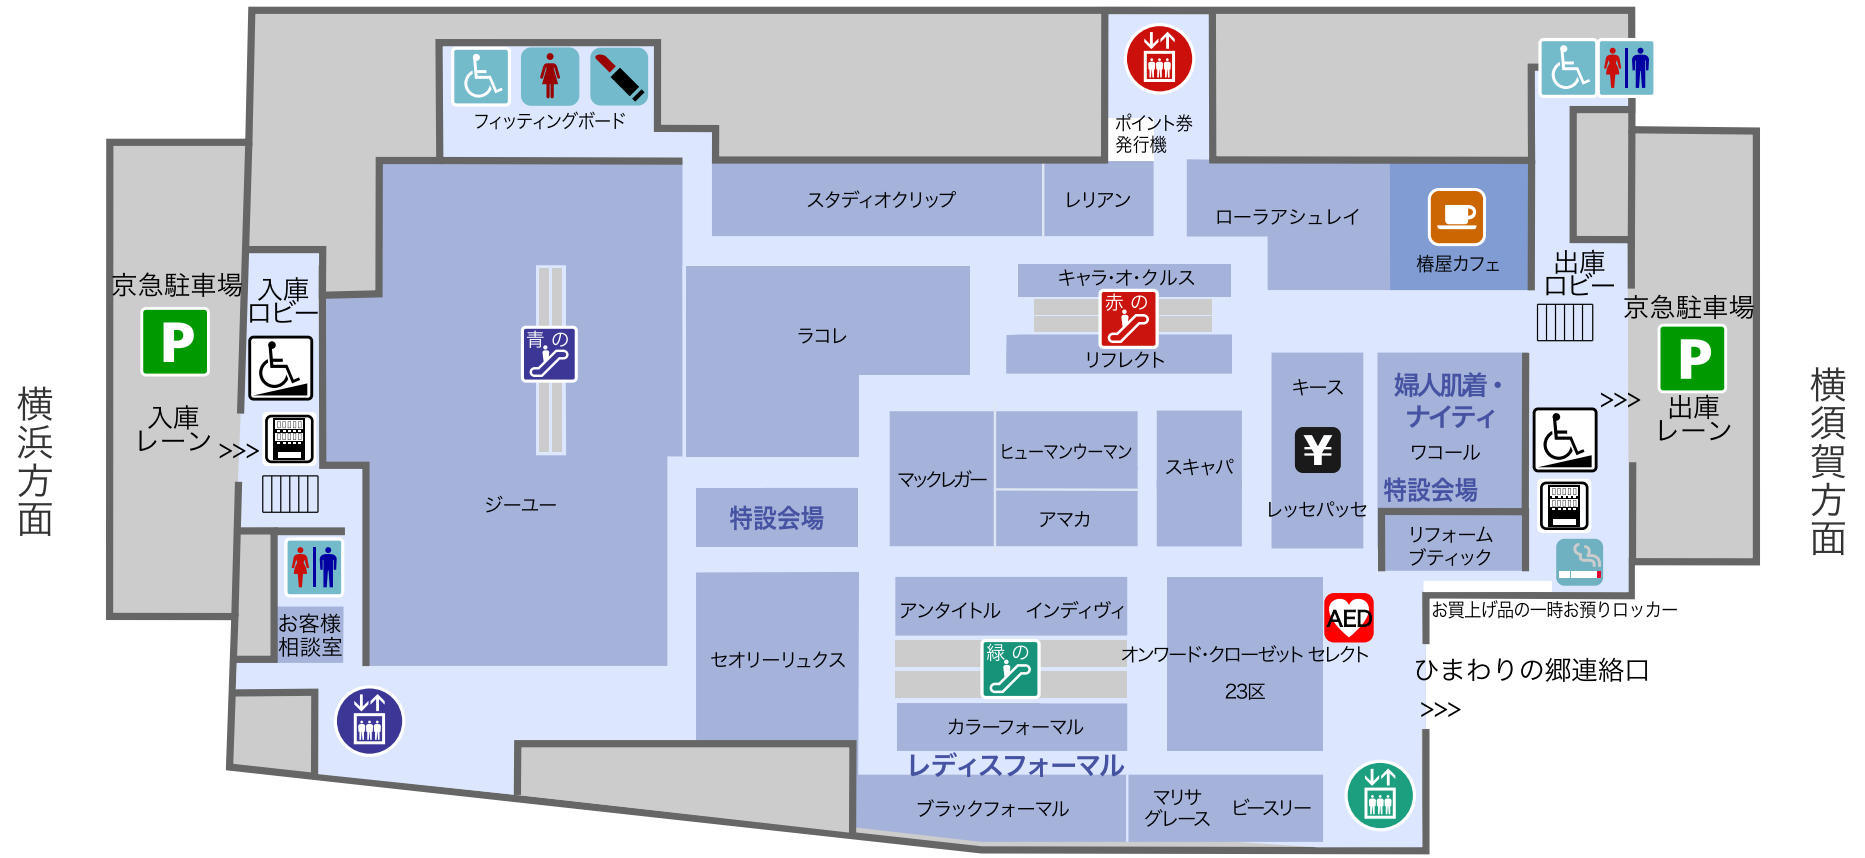 フィッティングボード
ポイント券
発行機
スタディオクリップ
レリアン
ローラアシュレイ
椿屋カフェ
京急駐車場
P
入庫
レーン
>>>
入庫
ロビー
横浜方面
青の
ジーユー
ラコレ
キャラ・オ・クルス
赤の
リフレクト
出庫
ロビー
京急駐車場
P
>>>
出庫
レーン
横須賀方面
キース
¥
レッセパッセ
婦人肌着・
ナイティ
ワコール
特設会場
リフォーム
ブティック
マックレガー
ヒューマンウーマン
アマカ
スキャパ
特設会場
お客様
相談室
セオリーリュクス
アンタイトル インディヴィ
緑の
カラーフォーマル
レディスフォーマル
ブラックフォーマル
マリサ
グレース
ビースリー
オンワード・クローゼット セレクト
23区
AED
お買上げ品の一時お預りロッカー
ひまわりの郷連絡口
>>>